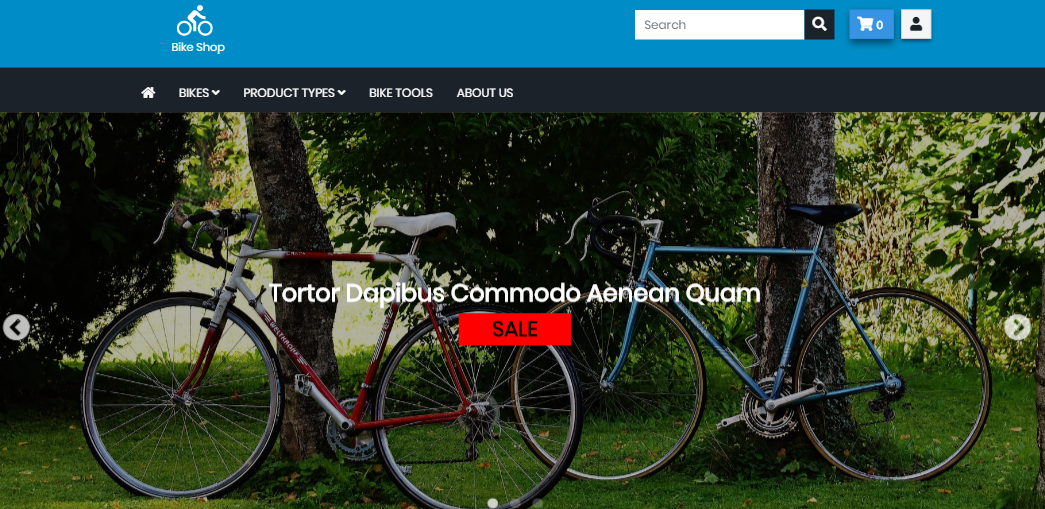 Bike Shop
Search
0
BIKES
PRODUCT TYPES
BIKE TOOLS
ABOUT US
Tortor Dapibus Commodo Aenean Quam
SALE